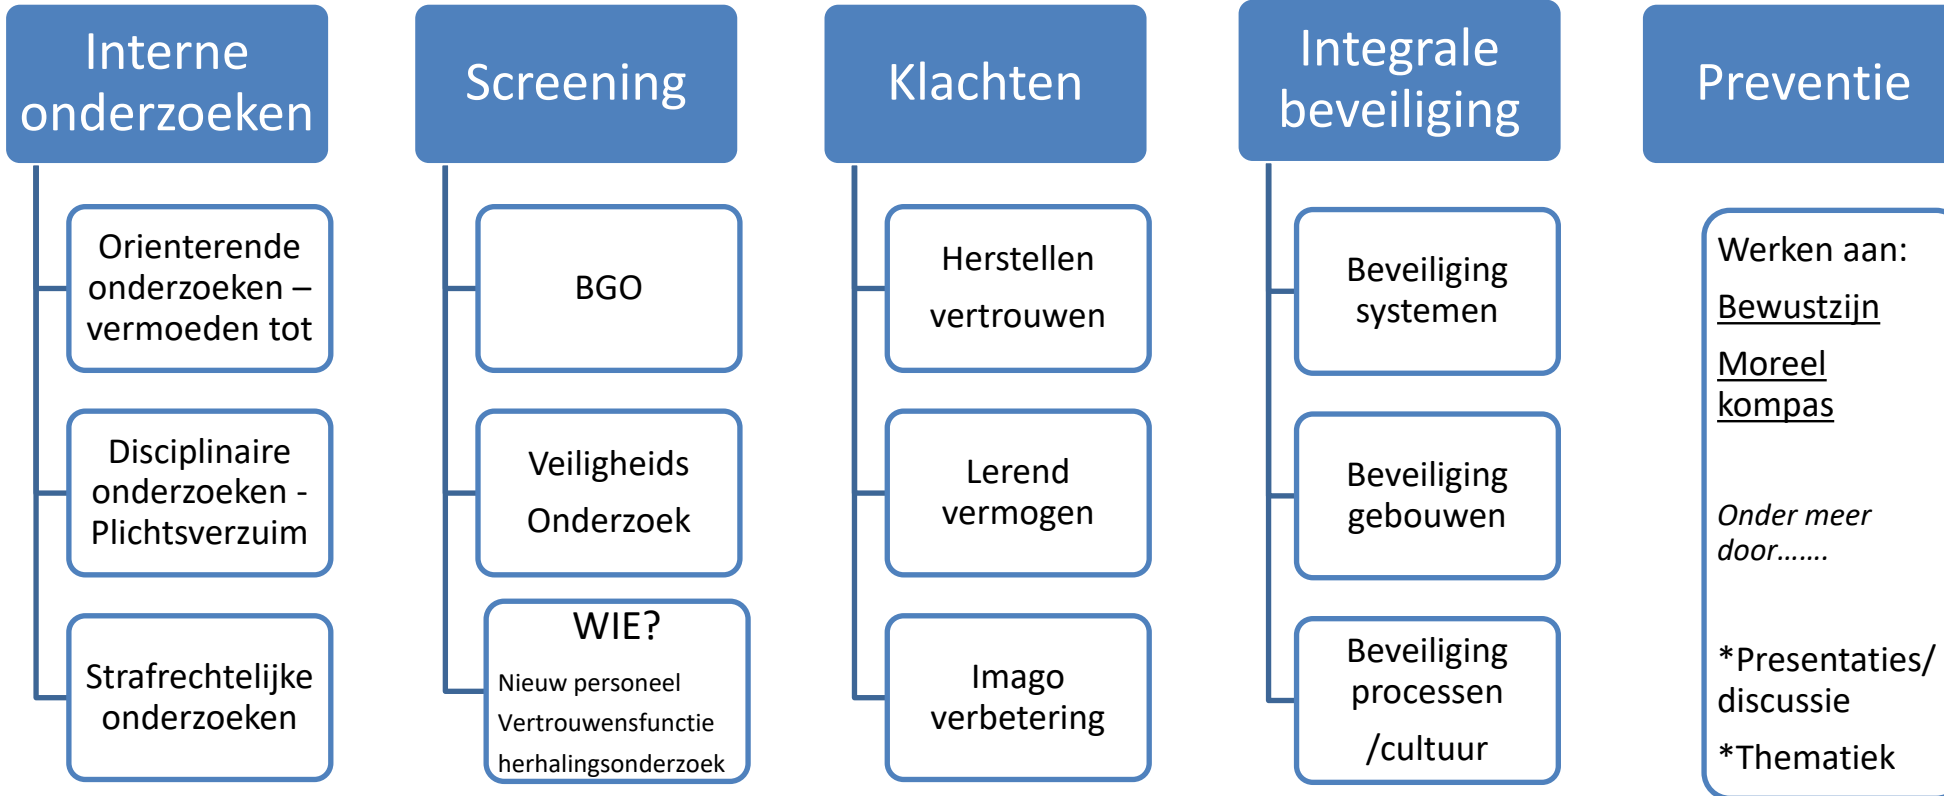 Interne
onderzoeken
Orienterende
onderzoeken –
vermoeden tot
Disciplinaire
onderzoeken -
Plichtsverzuim
Strafrechtelijke
onderzoeken
Screening
BGO
Veiligheids
Onderzoek
WIE?
Nieuw personeel
Vertrouwensfunctie
herhalingsonderzoek
Klachten
Herstellen
vertrouwen
Lerend
vermogen
Imago
verbetering
Integrale
beveiliging
Beveiliging
systemen
Beveiliging
gebouwen
Beveiliging
processen
/cultuur
Preventie
Werken aan:
Bewustzijn
Moreel
kompas
Onder meer
door.......
*Presentaties/
discussie
*Thematiek